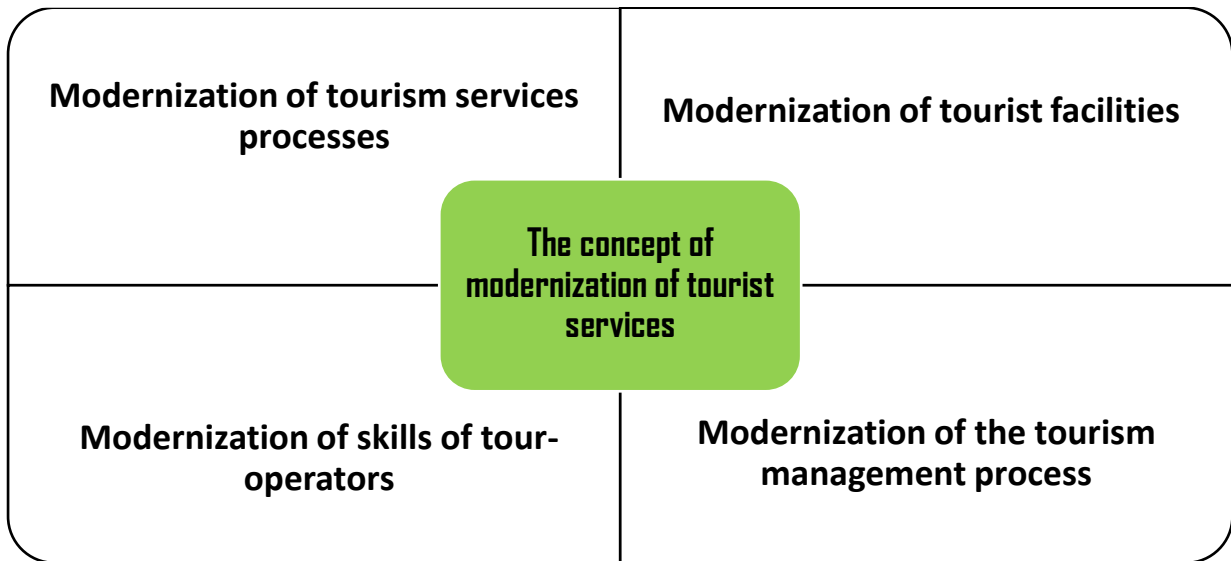 Modernization of tourism services
processes
Modernization of tourist facilities
The concept of
modernization of tourist
services
Modernization of skills of tour-
operators
Modernization of the tourism
management process